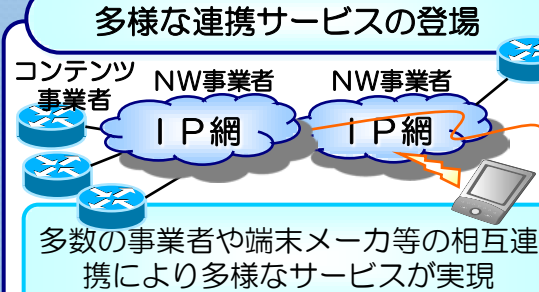 多様な連携サービスの登場
コンテンツ
事業者
NW事業者
NW事業者
ＩＰ網
ＩＰ網
多数の事業者や端末メーカ等の相互連
携により多様なサービスが実現